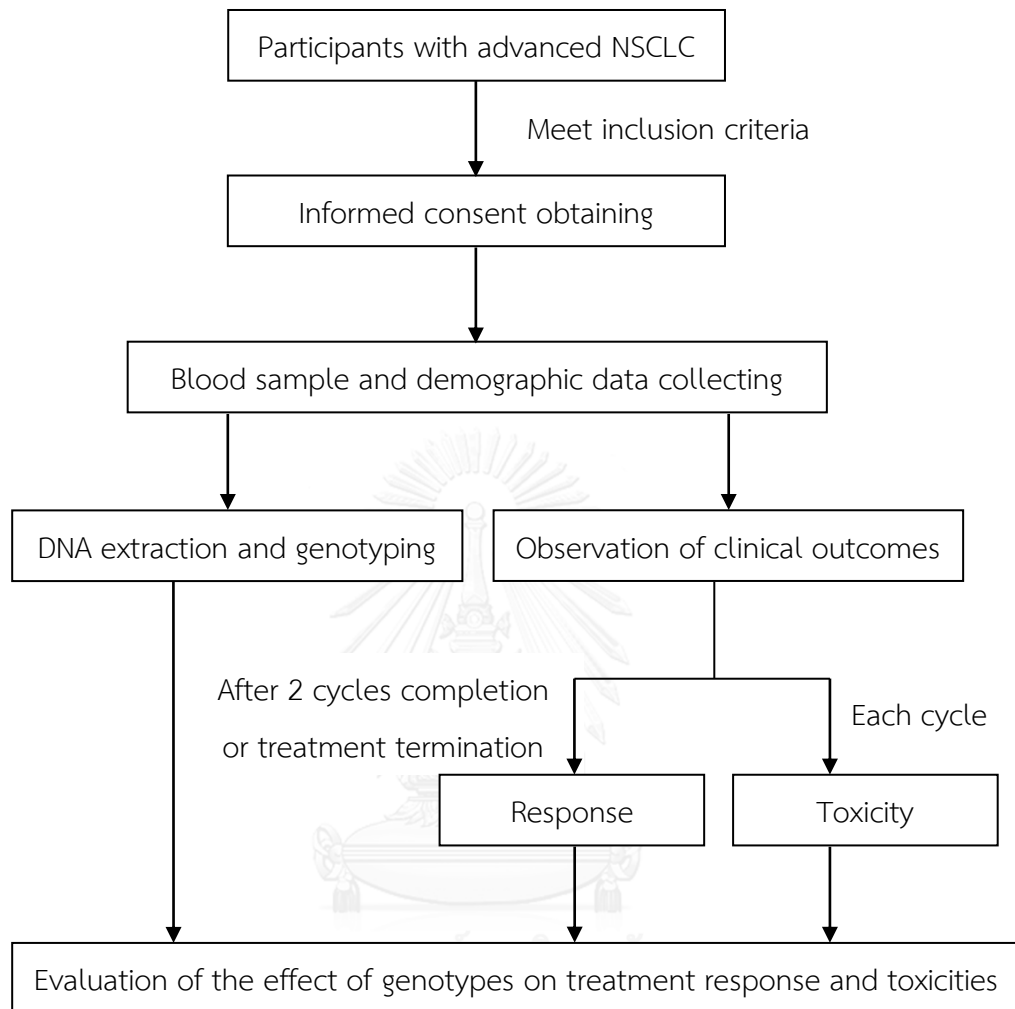 Participants with advanced NSCLC
Meet inclusion criteria
Informed consent obtaining
Blood sample and demographic data collecting
DNA extraction and genotyping
Observation of clinical outcomes
After 2 cycles completion
or treatment termination
Each cycle
Response
Toxicity
Evaluation of the effect of genotypes on treatment response and toxicities